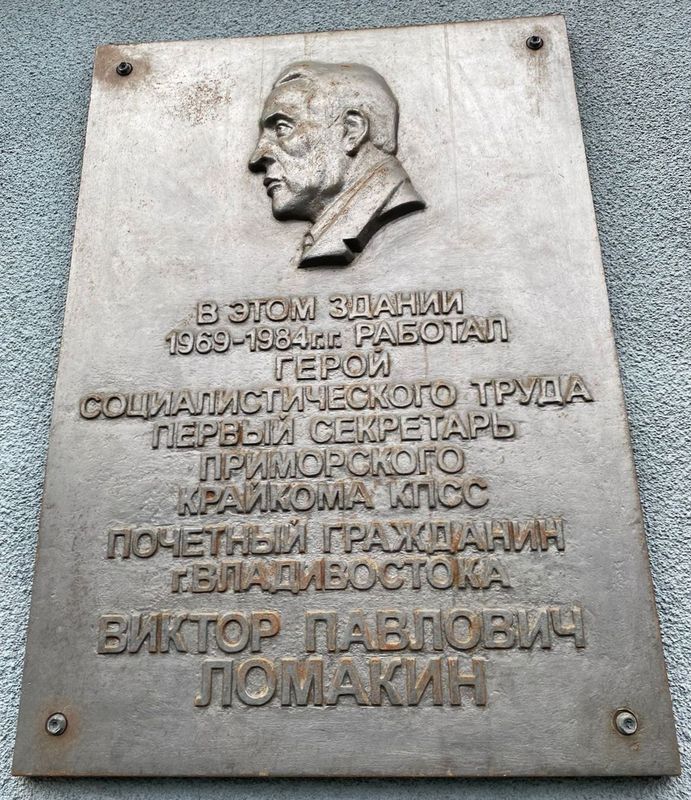 В ЭТОМ ЗДАНИИ
1969-1984г.г. РАБОТАЛ
ГЕРОЙ
СОЦИАЛИСТИЧЕСКОГО ТРУДА
ПЕРВЫЙ СЕКРЕТАРЬ
ПРИМОРСКОГО
КРАЙКОМА КПСС
ПОЧЕТНЫЙ ГРАЖДАНИН
г.ВЛАДИВОСТОКА
ВИКТОР ПАВЛОВИЧ
ЛОМАКИН